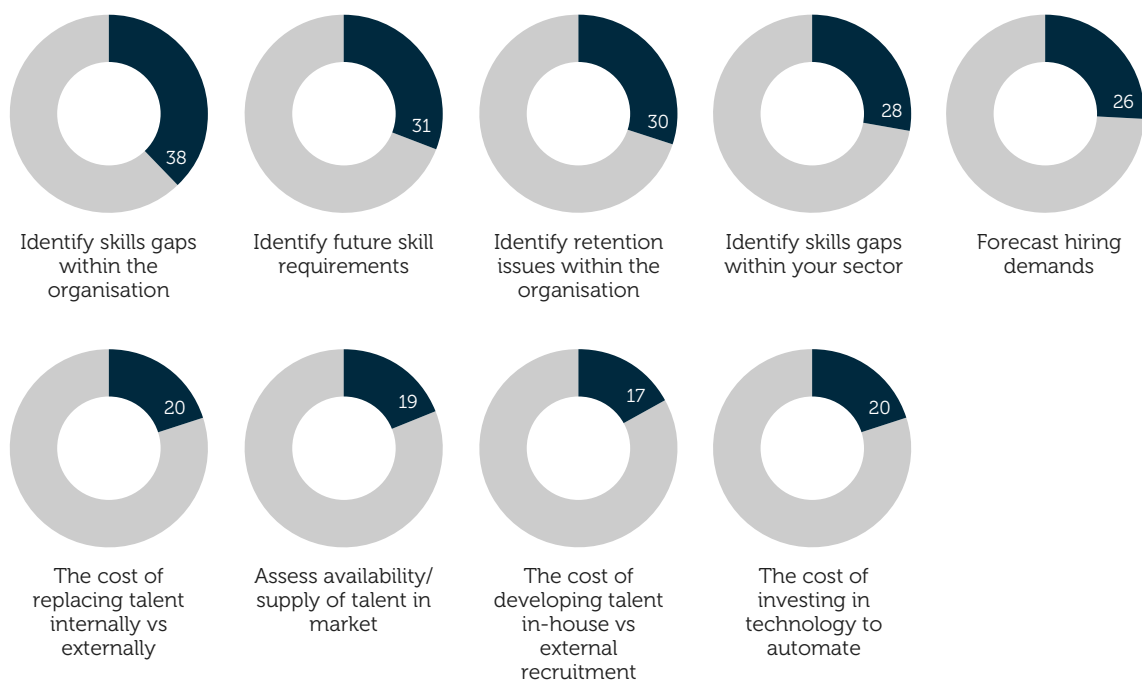 38
31
30
28
26
Identify skills gaps
within the
organisation
Identify future skill
requirements
Identify retention
issues within the
organisation
Identify skills gaps
within your sector
Forecast hiring
demands
20
19
17
20
The cost of
replacing talent
internally vs
externally
Assess availability/
supply of talent in
market
The cost of
developing talent
in-house vs
external
recruitment
The cost of
investing in
technology to
automate